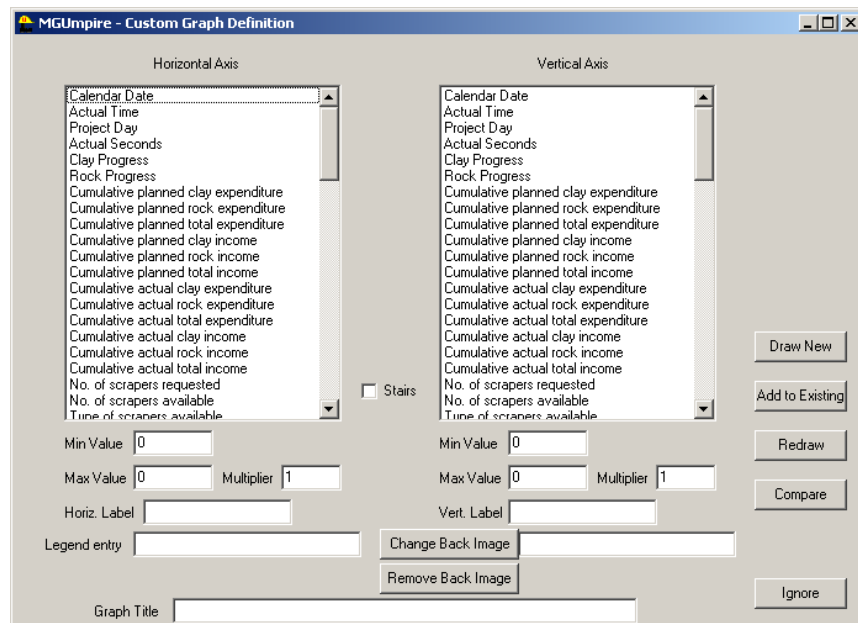 MGUmpire - Custom Graph Definition
Horizontal Axis
Calendar Date
Actual Time
Project Day
Actual Seconds
Clay Progress
Rock Progress
Cumulative planned clay expenditure
Cumulative planned rock expenditure
Cumulative planned total expenditure
Cumulative planned clay income
Cumulative planned rock income
Cumulative planned total income
Cumulative actual clay expenditure
Cumulative actual rock expenditure
Cumulative actual total expenditure
Cumulative actual clay income
Cumulative actual rock income
Cumulative actual total income
No. of scrapers requested
No. of scrapers available
Type of scrapers available
Min Value 0
Max Value 0 Multiplier 1
Horiz. Label
Stairs
Vertical Axis
Calendar Date
Actual Time
Project Day
Actual Seconds
Clay Progress
Rock Progress
Cumulative planned clay expenditure
Cumulative planned rock expenditure
Cumulative planned total expenditure
Cumulative planned clay income
Cumulative planned rock income
Cumulative planned total income
Cumulative actual clay expenditure
Cumulative actual rock expenditure
Cumulative actual total expenditure
Cumulative actual clay income
Cumulative actual rock income
Cumulative actual total income
No. of scrapers requested
No. of scrapers available
Type of scrapers available
Min Value 0
Max Value 0 Multiplier 1
Vert. Label
Draw New
Add to Existing
Redraw
Compare
Legend entry
Change Back Image
Remove Back Image
Ignore
Graph Title